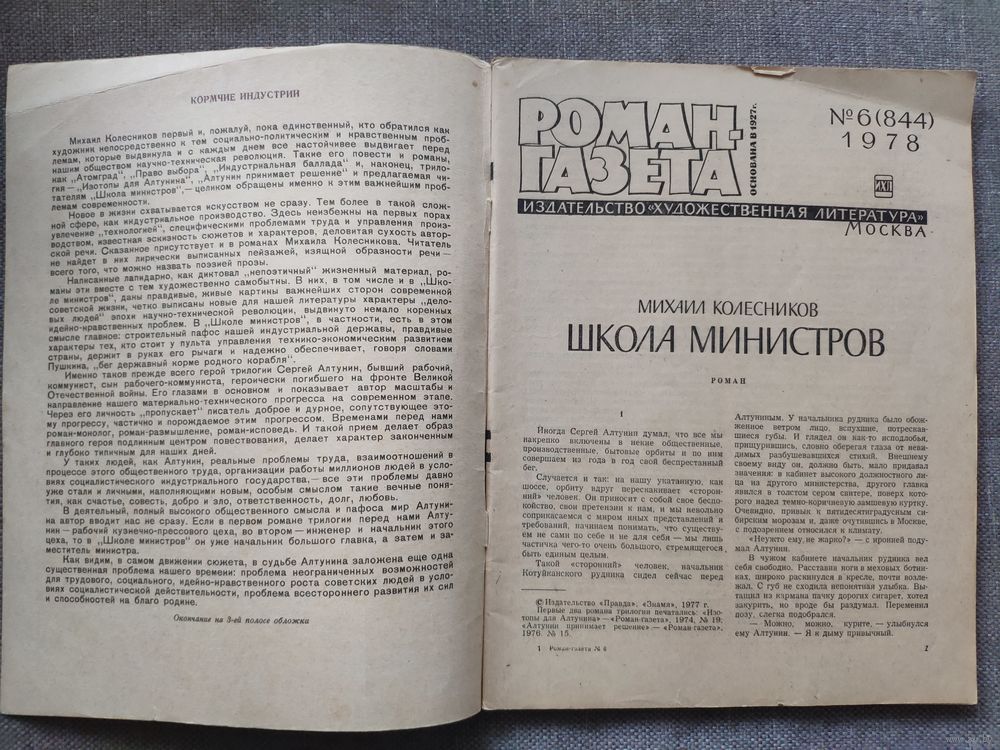 КОРМЧИЕ ИНДУСТРИИ
Михаил Колесников первый и, пожалуй, пока единственный, кто обратился как
художник непосредственно к тем социально-политическим и нравственным проб-
лемам, которые выдвинула и с каждым днем все настойчивее выдвигает перед
нашим обществом научно-техническая революция. Такие его повести и романы,
как „Атомград", „Право выбора", „Индустриальная баллада" и, наконец, трило-
гия — „Изотопы для Алтунина", „Алтунин принимает решение" и предлагаемая чи-
тателям „Школа министров",— целиком обращены именно к этим важнейшим проб-
лемам современности.
Новое в жизни схватывается искусством не сразу. Тем более в такой слож-
ной сфере, как индустриальное производство. Здесь неизбежны на первых порах
увлечение „технологией", специфическими проблемами труда и управления произ-
водством, известная эскизность сюжетов и характеров, деловитая сухость автор-
ской речи. Сказанное присутствует и в романах Михаила Колесникова. Читатель
не найдет в них лирически выписанных пейзажей, изящной образности речи —
всего того, что можно назвать поэзией прозы.
Написанные лапидарно, как диктовал „непоэтичный" жизненный материал, ро-
маны эти вместе с тем художественно самобытны. В них, в том числе и в „Шко-
ле министров", даны правдивые, живые картины важнейших сторон современной
советской жизни, четко выписаны новые для нашей литературы характеры „дело-
вых людей" эпохи научно-технической революции, выдвинуто немало коренных
идейно-нравственных проблем. В „Школе министров", в частности, есть в этом
смысле главное: строительный пафос нашей индустриальной державы, правдивые
характеры тех, кто стоит у пульта управления технико-экономическим развитием
страны, держит в руках его рычаги и надежно обеспечивает, говоря словами
Пушкина, „бег державный корме родного корабля".
Именно таков прежде всего герой трилогии Сергей Алтунин, бывший рабочий,
коммунист, сын рабочего-коммуниста, героически погибшего на фронте Великой
Отечественной войны. Его глазами в основном и показывает автор масштабы и
направление нашего материально-технического прогресса на современном этапе.
Через его личность „пропускает" писатель доброе и дурное, сопутствующее это-
му прогрессу, частично и порождаемое этим прогрессом. Временами перед нами
роман-монолог, роман-размышление, роман-исповедь. И такой прием делает образ
главного героя подлинным центром повествования, делает характер законченным
и глубоко типичным для наших дней.
У таких людей, как Алтунин, реальные проблемы труда, взаимоотношений в
процессе этого общественного труда, организации работы миллионов людей в усло-
виях социалистического индустриального государства,— все эти проблемы давно
уже стали и личными, наполняющими новым, особым смыслом такие вечные поня-
тия, как счастье, совесть, добро и зло, ответственность, долг, любовь.
В деятельный, полный высокого общественного смысла и пафоса мир Алтуни-
на автор вводит нас не сразу. Если в первом романе трилогии перед нами Алту-
нин — рабочий кузнечно-прессового цеха, во втором — инженер и начальник этого
цеха, то в „Школе министров" он уже начальник большого главка, а затем и за-
меститель министра.
Как видим, в самом движении сюжета, в судьбе Алтунина заложена еще одна
существенная проблема нашего времени: проблема неограниченных возможностей
для трудового, социального, идейно-нравственного роста советских людей в усло-
виях социалистической действительности, проблема всестороннего развития их сил
и способностей на благо родине.
Окончание на 3-ей полосе обложки
РОМАН-
ГАЗЕТА
ОСНОВАНА В 1927г.
№6(844)
1978
ИЗДАТЕЛЬСТВО «ХУДОЖЕСТВЕННАЯ ЛИТЕРАТУРА»
МОСКВА
МИХАИЛ КОЛЕСНИКОВ
ШКОЛА МИНИСТРОВ
РОМАН
1
Иногда Сергей Алтунин думал, что все мы
накрепко включены в некие общественные,
производственные, бытовые орбиты и по ним
совершаем из года в год свой беспрестанный
бег.
Случается и так: на нашу укатанную, как
шоссе, орбиту вдруг перескакивает «сторон-
ний» человек. Он приносит с собой свое беспо-
койство, свои претензии к нам, и мы невольно
соприкасаемся с миром иных представлений и
требований, начинаем понимать, что существу-
ем не сами по себе и не для себя — мы лишь
частичка чего-то очень большого, стремящегося
быть единым целым.
Такой «сторонний» человек, начальник
Котуйканского рудника сидел сейчас перед
© Издательство «Правда», «Знамя», 1977 г.
Первые два романа трилогии печатались: «Изо-
топы для Алтунина» — «Роман-газета», 1974, № 19;
«Алтунин принимает решение» — «Роман-газета»,
1976. № 15.
1 Роман-газета № 6
Алтуниным. У начальника рудника было обож-
женное ветром лицо, вспухшие, потрескав-
шиеся губы. И глядел он как-то исподлобья,
прищурившись, словно оберегая глаза от неви-
димых разбушевавшихся стихий. Внешнему
своему виду он, должно быть, мало придавал
значения: в кабинет высокого должностного ли-
ца из другого министерства, другого главка
явился в толстом сером свитере, поверх кото-
рого надел темно-коричневую замшевую куртку.
Очевидно, привык к пятидесятиградусным си-
бирским морозам и, даже очутившись в Москве,
с подозрением относился к климату.
«Неужто ему не жарко?» — с иронией поду-
мал Алтунин.
В чужом кабинете начальник рудника вел
себя свободно. Расставив ноги в меховых ботин-
ках, широко раскинулся в кресле, почти возле-
жал. С губ не сходила непонятная улыбка. Вы-
тащил из кармана пачку дорогих сигарет, хотел
закурить, но вроде бы раздумал. Переменил
позу, слегка подобрался.
— Можно, можно, курите, — улыбнулся
ему Алтунин. — Я к дыму привычный.
1